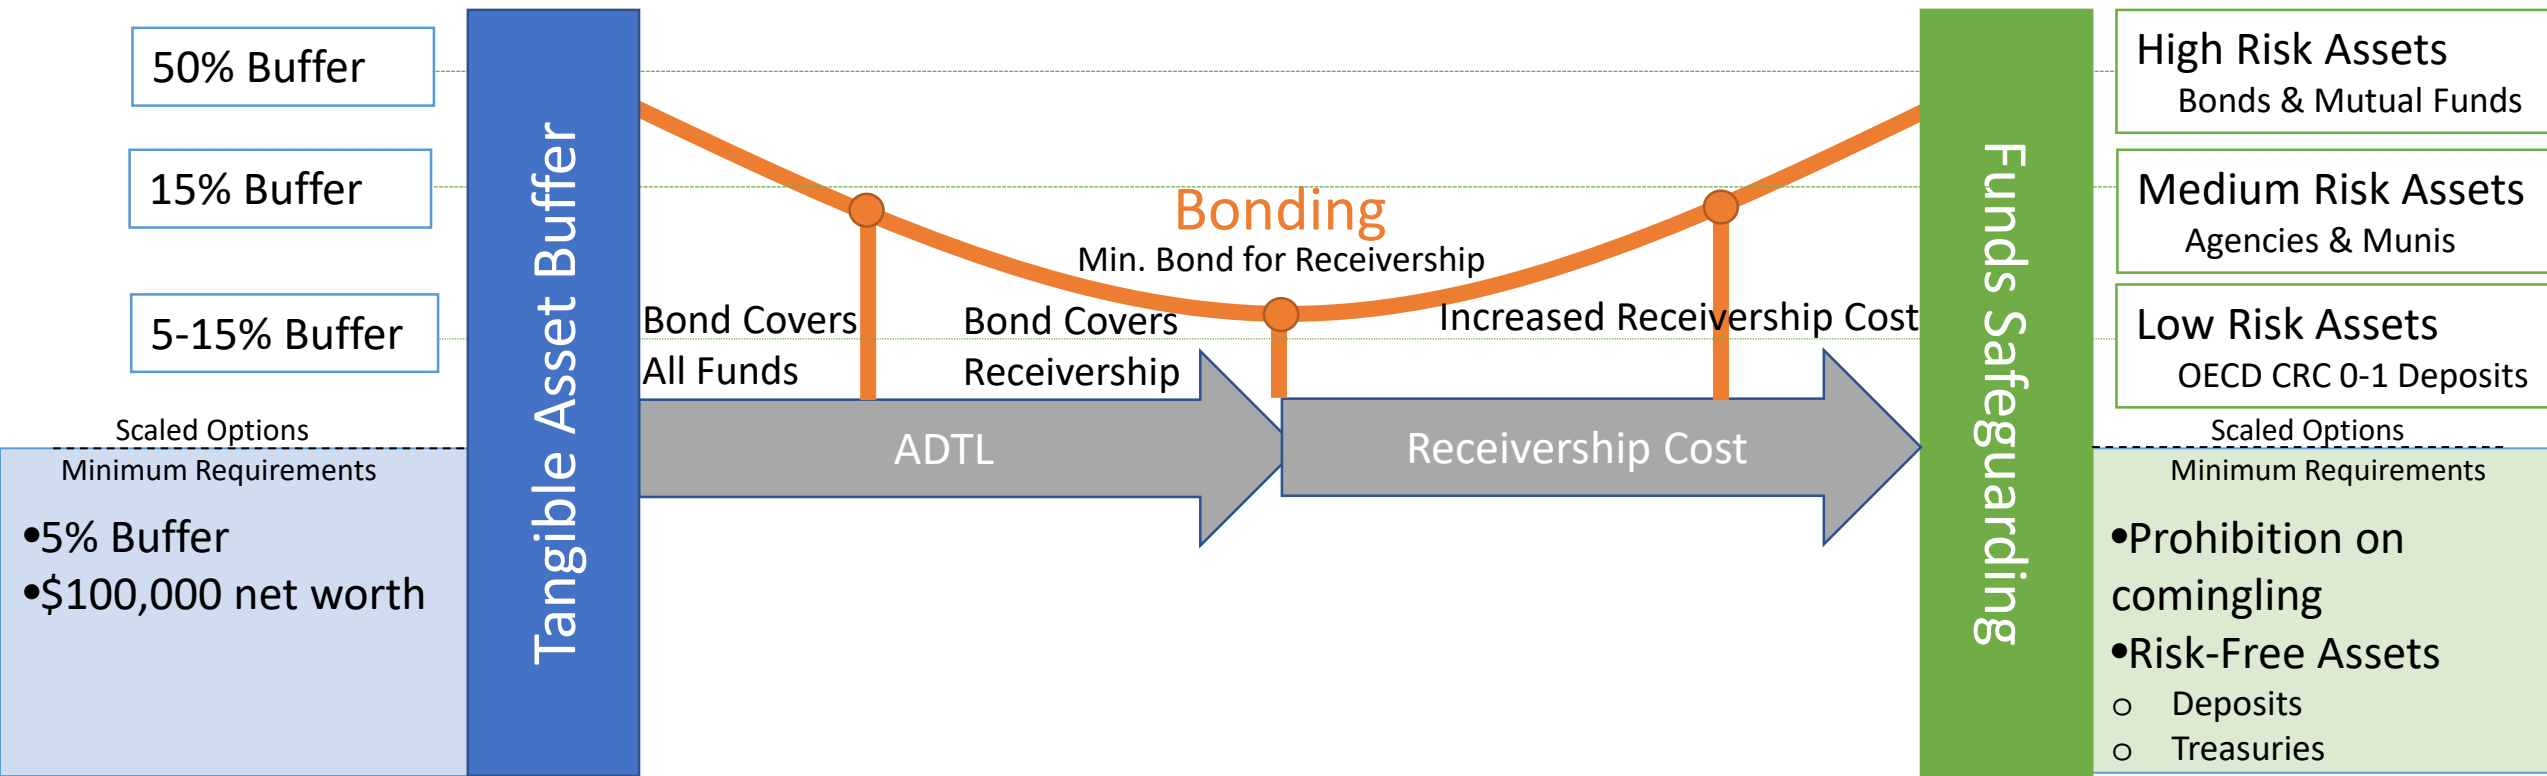 50% Buffer
15% Buffer
5-15% Buffer
Scaled Options
Minimum Requirements
•5% Buffer
•$100,000 net worth
Tangible Asset Buffer
Bonding
Min. Bond for Receivership
Bond Covers
All Funds
Bond Covers
Receivership
Increased Receivership Cost
ADTL
Receivership Cost
Funds Safeguarding
High Risk Assets
Bonds & Mutual Funds
Medium Risk Assets
Agencies & Munis
Low Risk Assets
OECD CRC 0-1 Deposits
Scaled Options
Minimum Requirements
•Prohibition on
comingling
•Risk-Free Assets
o Deposits
o Treasuries